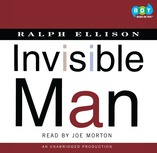 RALPH ELLISON
Invisible
Man
READ BY JOE MORTON
AN UNABRIDGED PRODUCTION